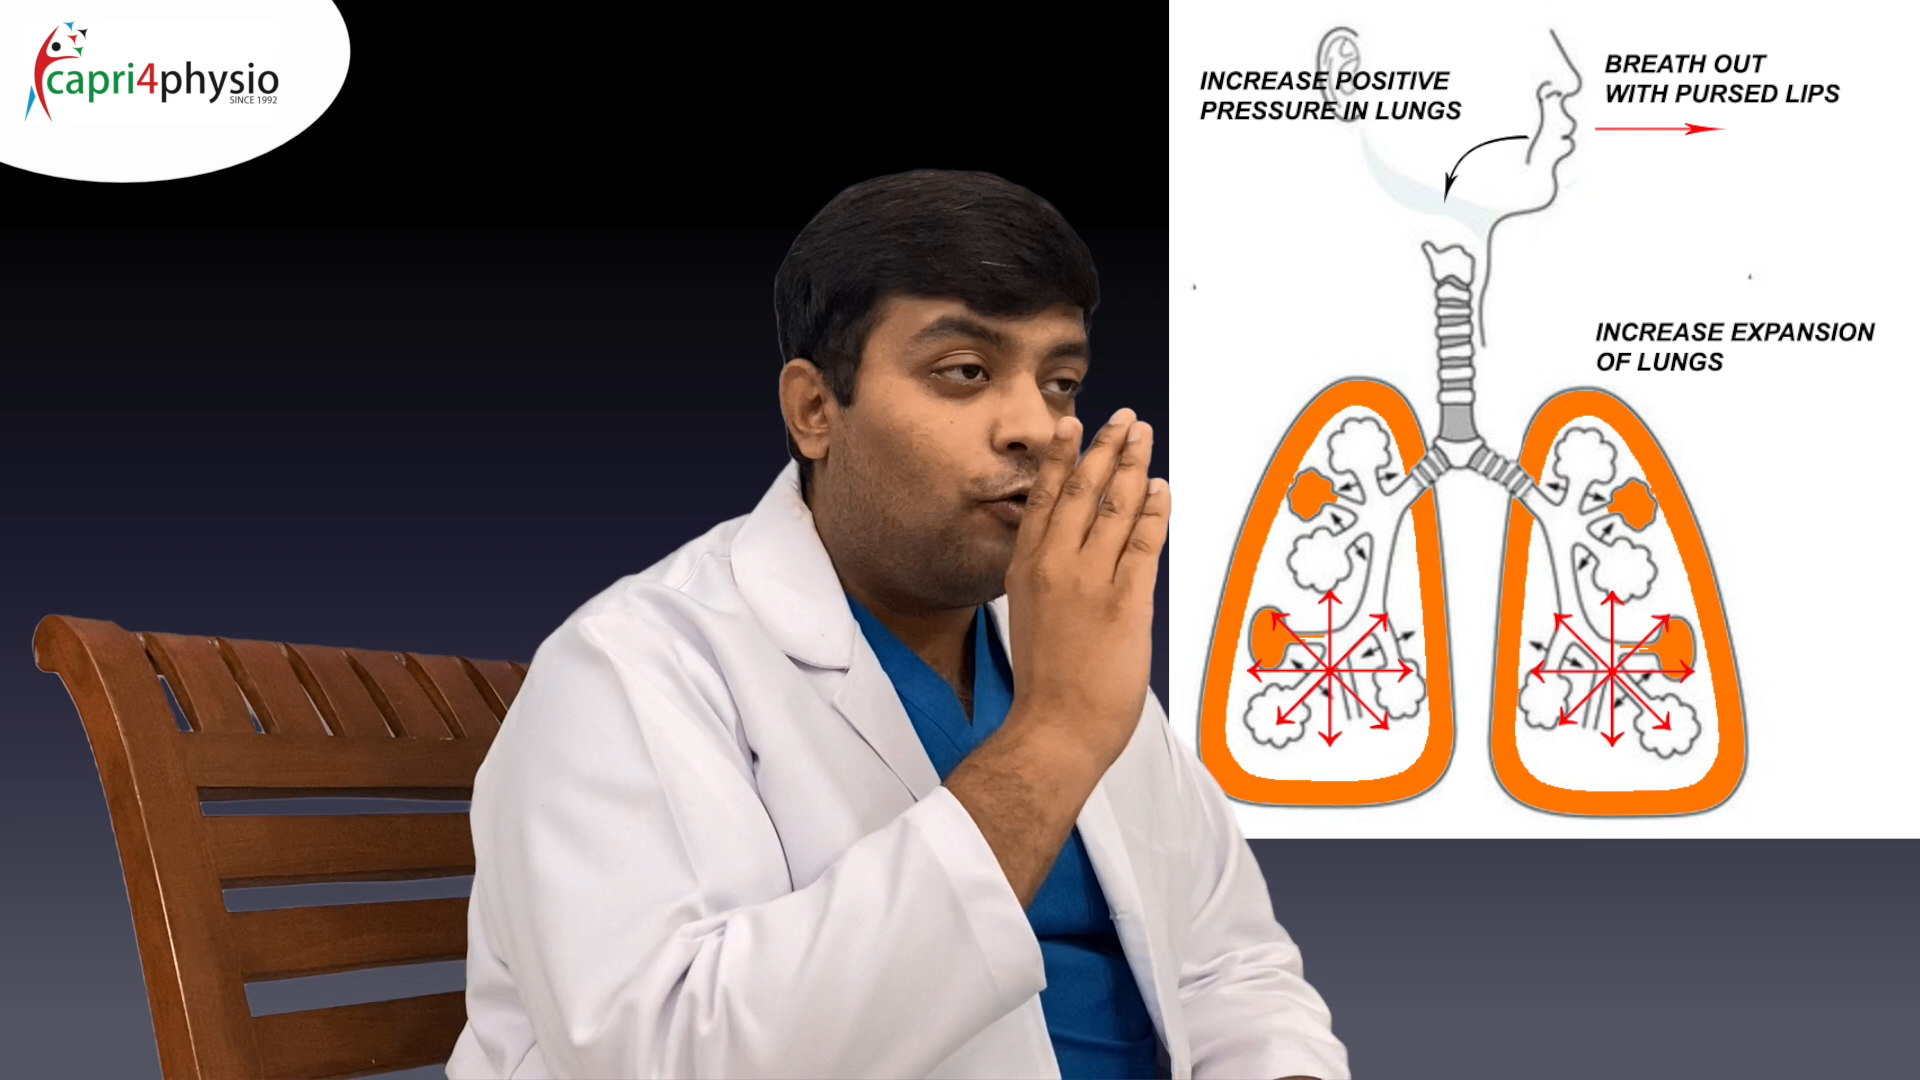 capri4physio
SINCE 1992
INCREASE POSITIVE
PRESSURE IN LUNGS
BREATH OUT
WITH PURSED LIPS
INCREASE EXPANSION
OF LUNGS